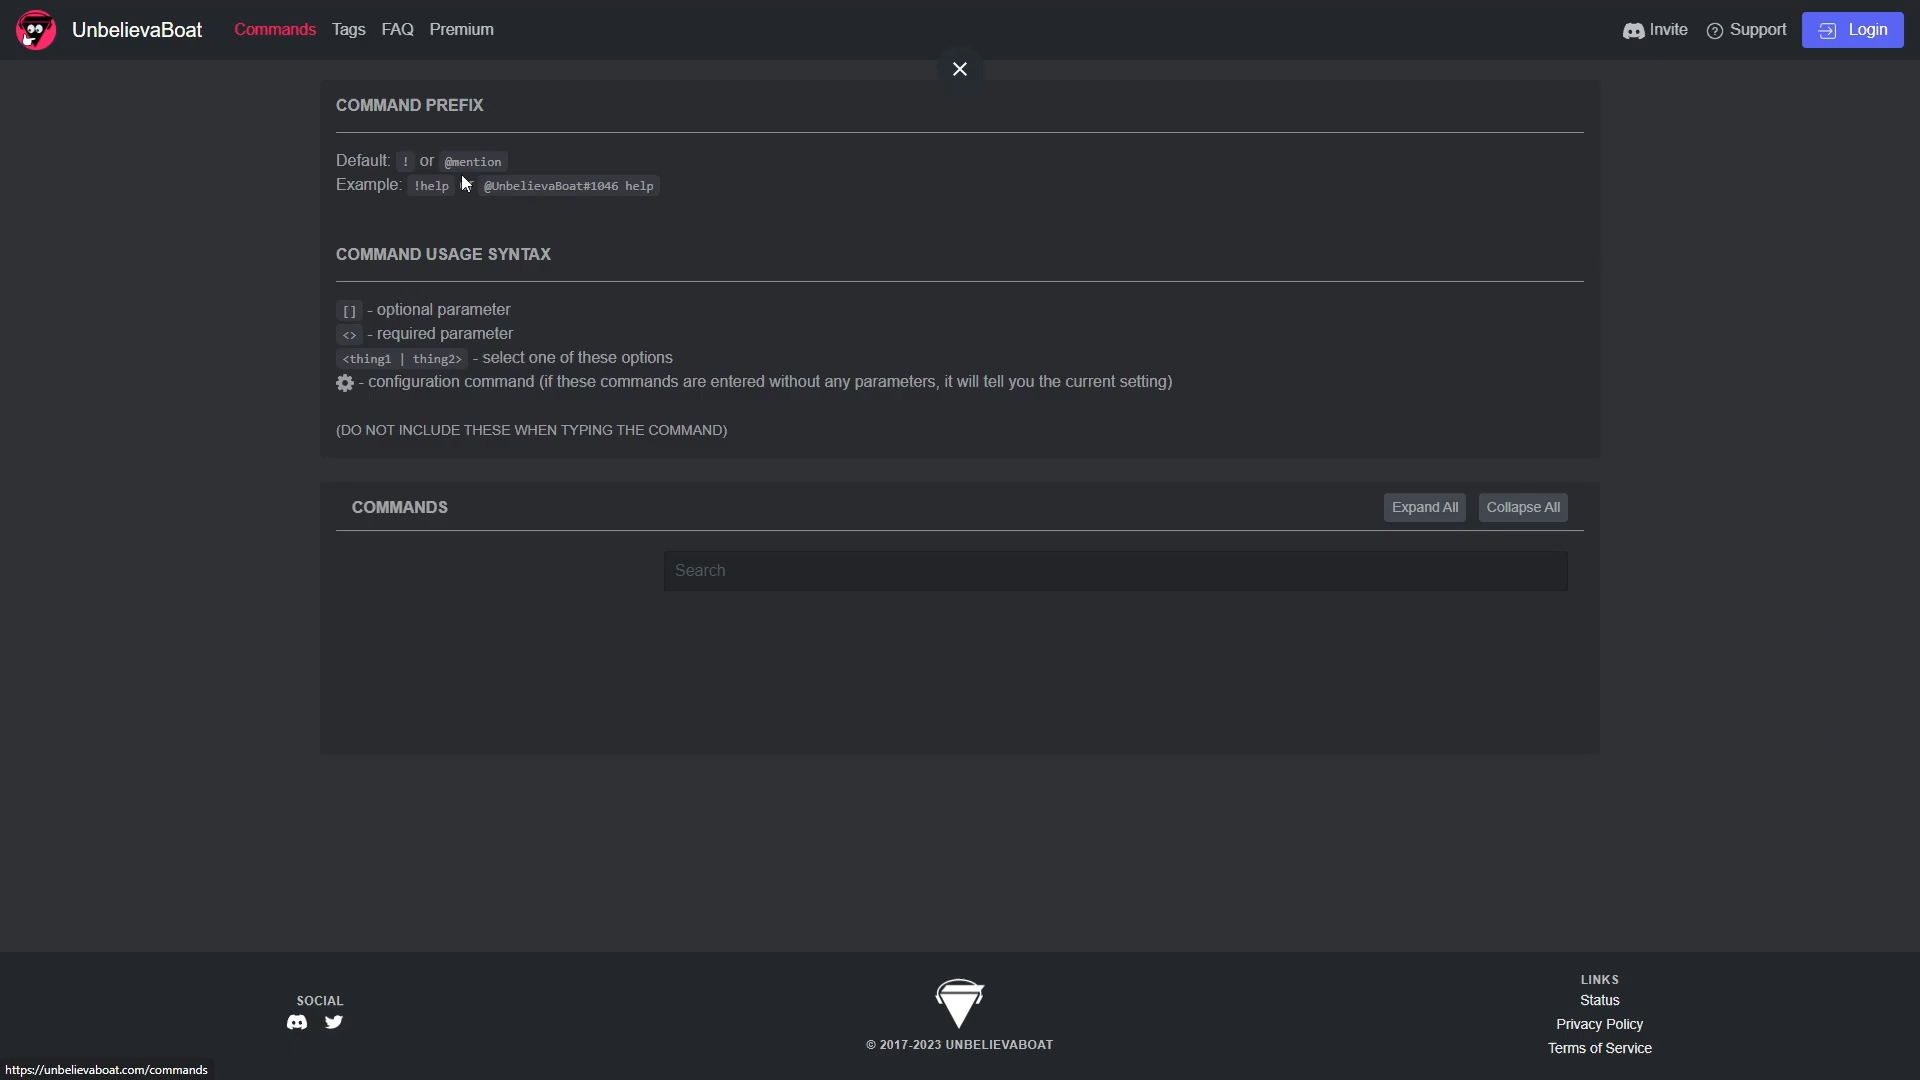 UnbelievaBoat Commands Tags FAQ Premium Invite Support Login
COMMAND PREFIX
Default: ! or @mention
Example: !help or @UnbelievaBoat#1046 help
COMMAND USAGE SYNTAX
[] - optional parameter
<> - required parameter
<thing1 | thing2> - select one of these options
- configuration command (if these commands are entered without any parameters, it will tell you the current setting)
(DO NOT INCLUDE THESE WHEN TYPING THE COMMAND)
COMMANDS Expand All Collapse All
Search
SOCIAL
© 2017-2023 UNBELIEVABOAT
LINKS
Status
Privacy Policy
Terms of Service
https://unbelievaboat.com/commands